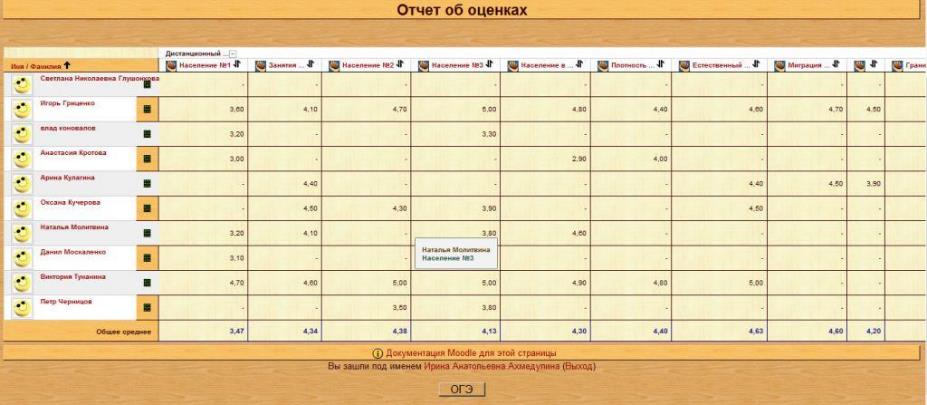 Отчет об оценках
Дистанционный ...
Имя / Фамилия Население №1 Занятия ... Население №2 Население №3 Население в ... Плотность ... Естественный ... Миграция ... Грани
Светлана Николаевна Глушонкова - - - - - - - - -
Игорь Гриценко 3,60 4,10 4,70 5,00 4,80 4,40 4,60 4,70 4,50
влад коновалов 3,20 - - 3,30 - - - - -
Анастасия Кротова 3,00 - - - 2,90 4,00 - - -
Арина Кулагина - 4,40 - - - - 4,40 4,50 3,90
Оксана Кучерова - 4,50 4,30 3,90 - - 4,50 - -
Наталья Молитвина 3,20 4,10 - 3,80 4,60 - - - -
Наталья Молитвина
Население №3
Данил Москаленко 3,10 - - - - - - -
Виктория Тунанина 4,70 4,60 5,00 5,00 4,90 4,80 5,00 - -
Петр Черницов - - 3,50 3,80 - - - - -
Общее среднее 3,47 4,34 4,38 4,13 4,30 4,40 4,63 4,60 4,20
Документация Moodle для этой страницы
Вы зашли под именем Ирина Анатольевна Ахмедулина (Выход)
ОГЭ